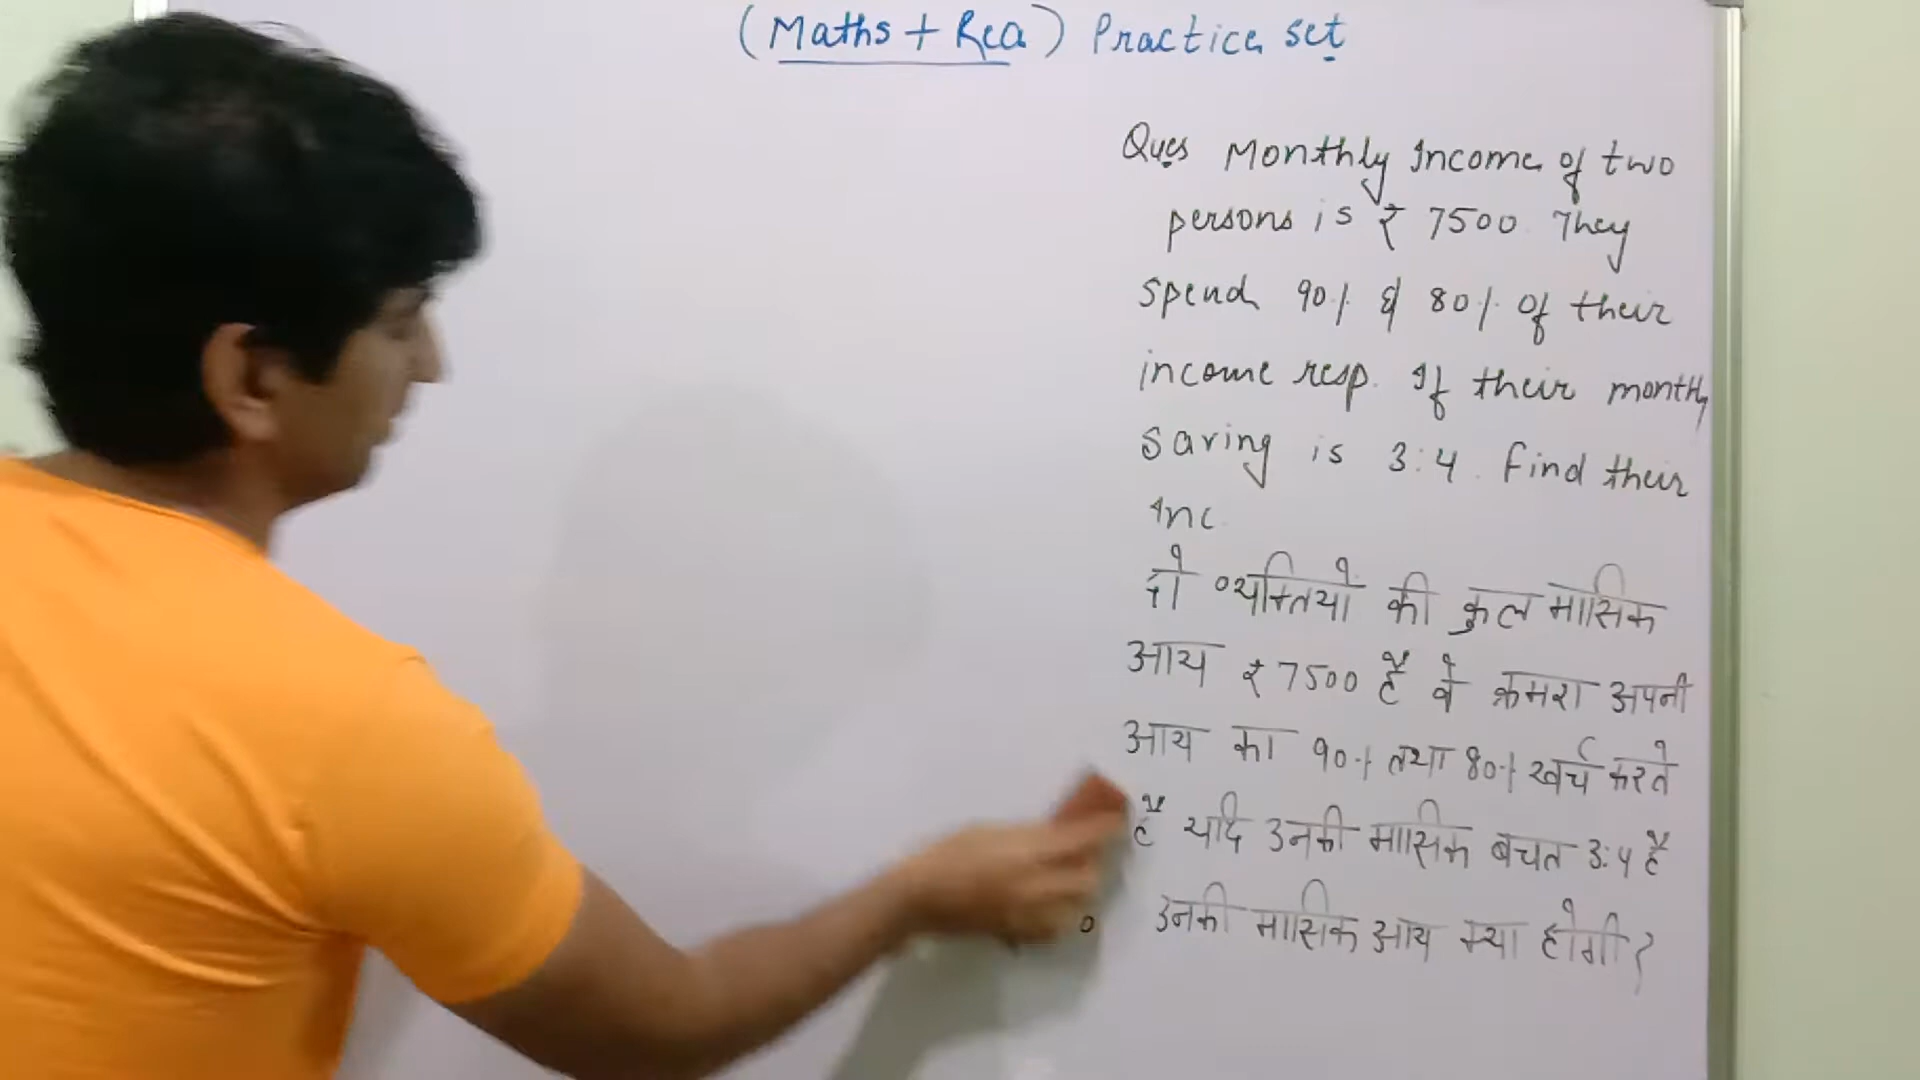 (Maths + Rea) Practice set
Ques Monthly Income of two
persons is ₹ 7500. They
spend 90% & 80% of their
income resp. If their monthly
saving is 3:4. Find their
Inc.
दो व्यक्तियों की कुल मासिक
आय ₹7500 है वे क्रमश अपनी
आय का 90% तथा 80% खर्च करते
हैं यदि उनकी मासिक बचत 3:4 है
उनकी मासिक आय क्या होगी?